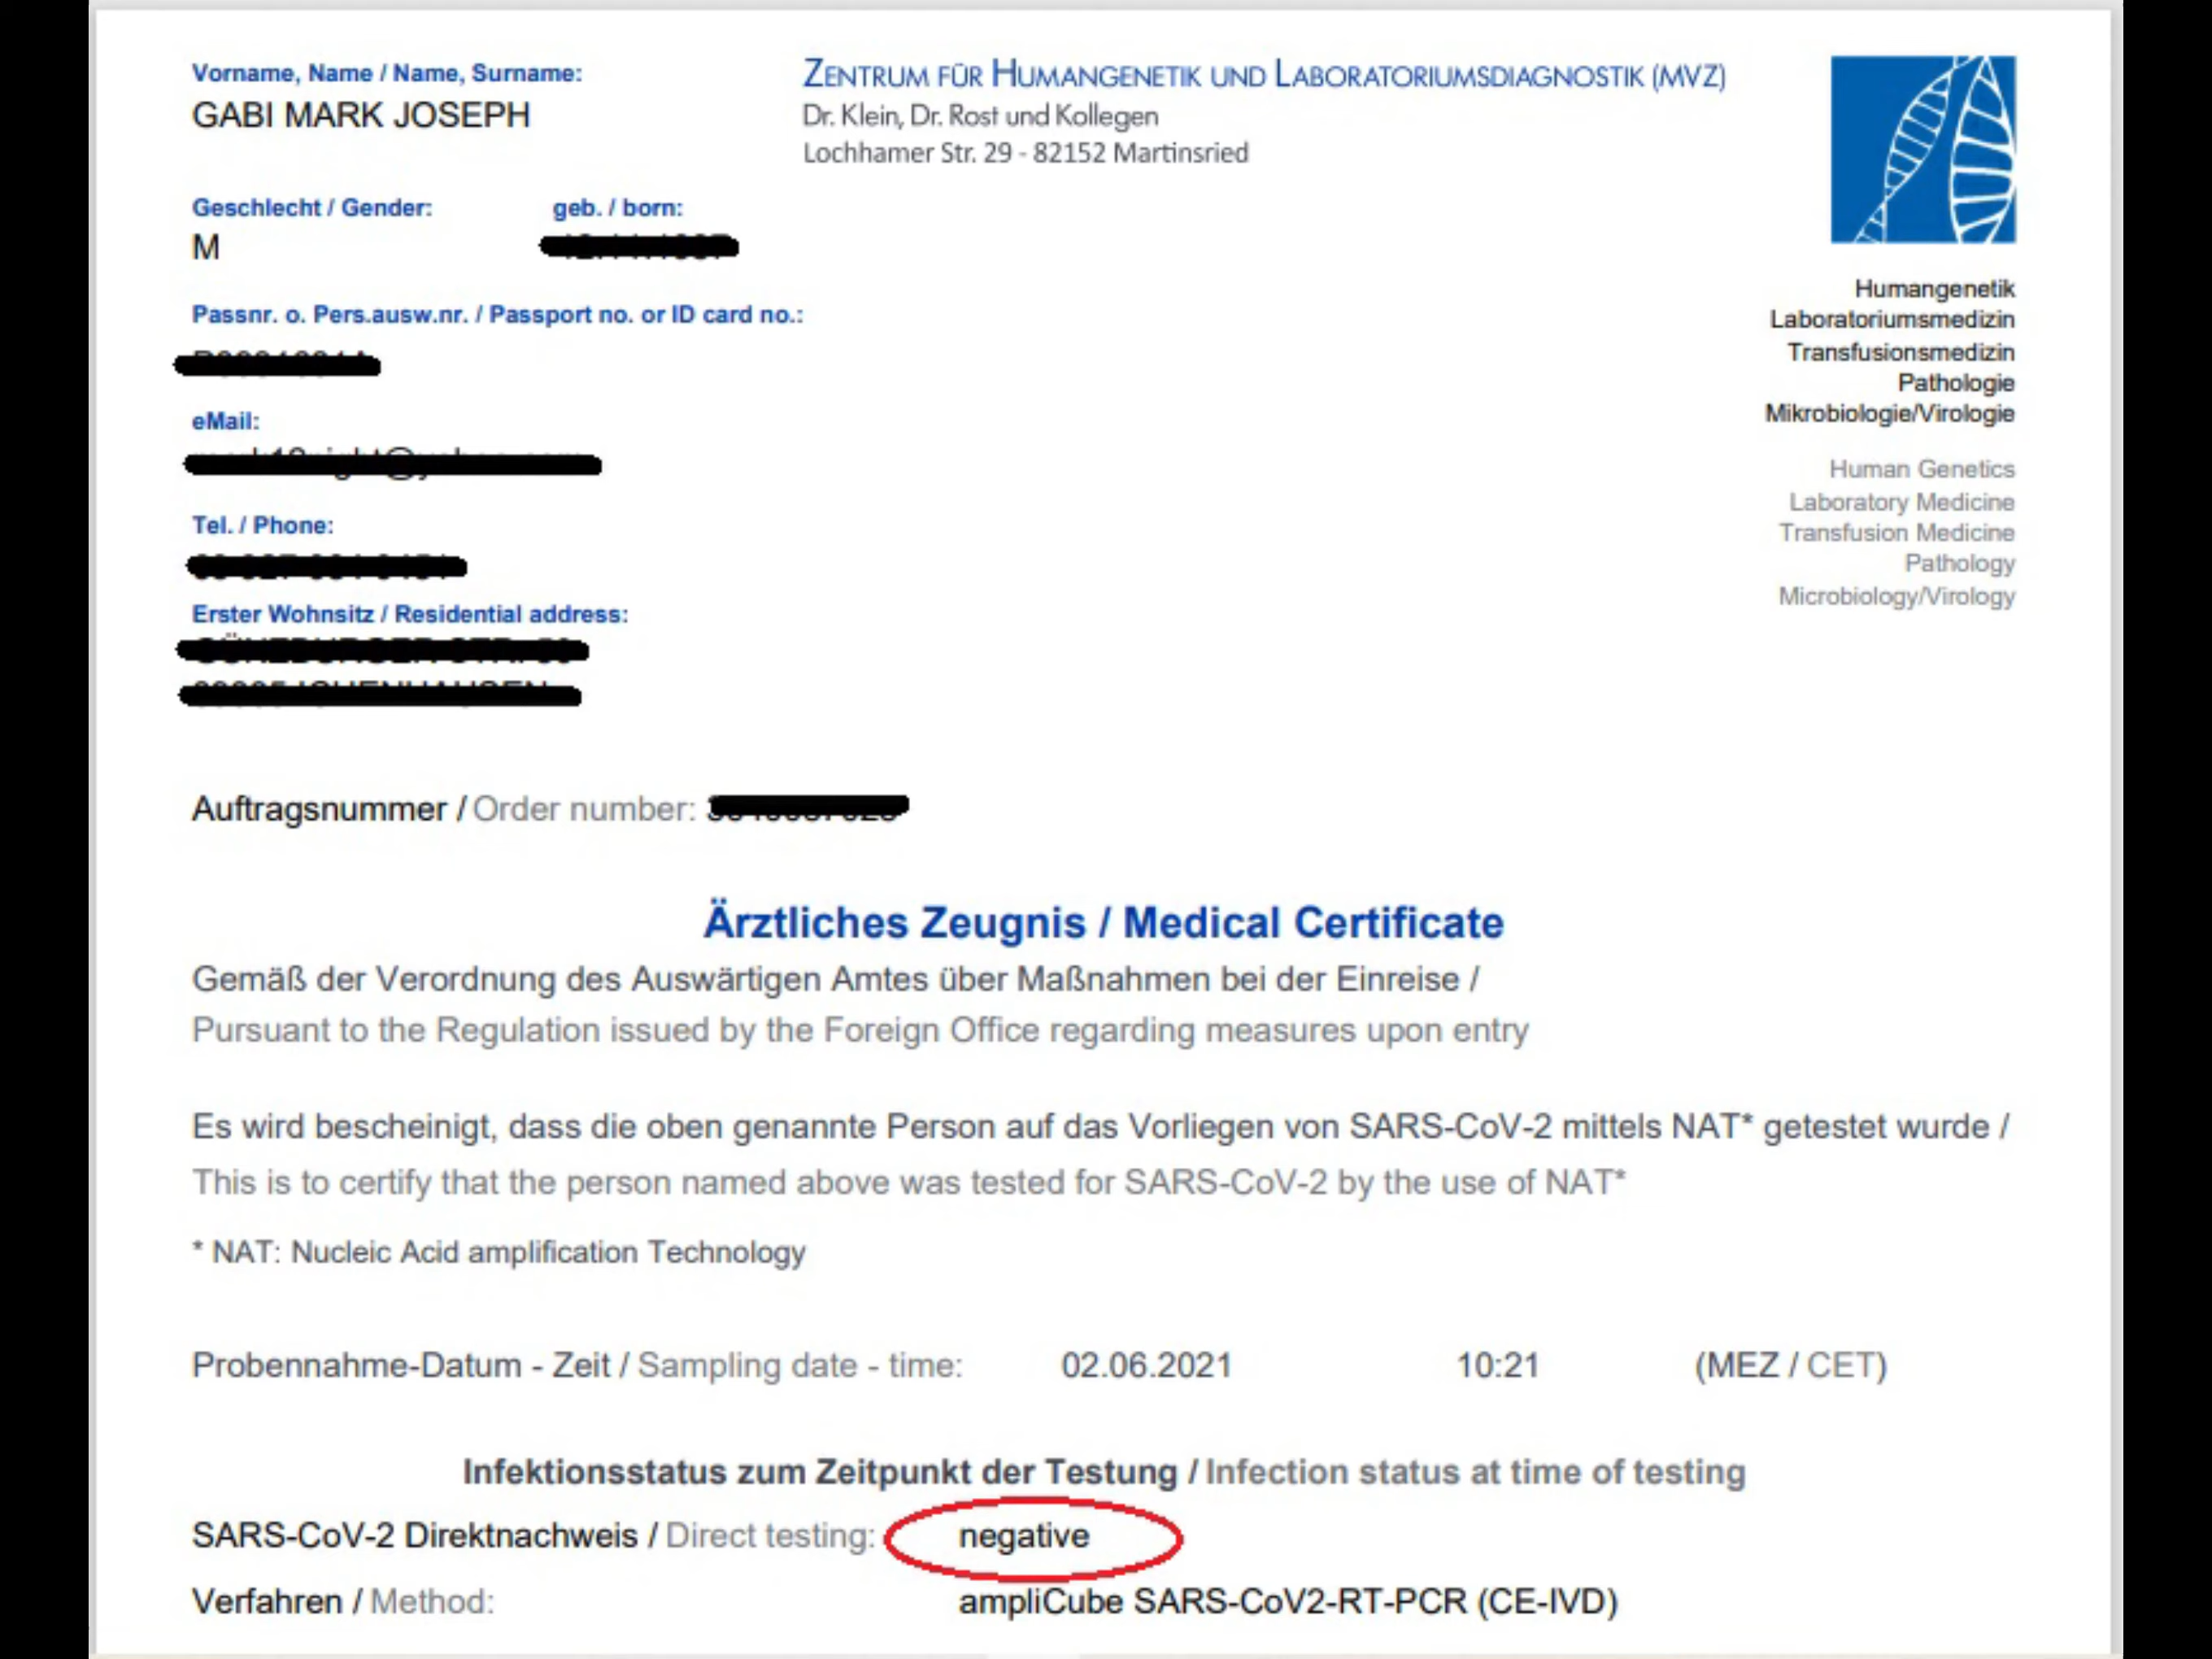 Vorname, Name / Name, Surname:
GABI MARK JOSEPH
ZENTRUM FÜR HUMANGENETIK UND LABORATORIUMSDIAGNOSTIK (MVZ)
Dr. Klein, Dr. Rost und Kollegen
Lochhamer Str. 29 - 82152 Martinsried
Geschlecht / Gender: geb. / born:
M
Passnr. o. Pers.ausw.nr. / Passport no. or ID card no.:
eMail:
Tel. / Phone:
Erster Wohnsitz / Residential address:
Humangenetik
Laboratoriumsmedizin
Transfusionsmedizin
Pathologie
Mikrobiologie/Virologie
Human Genetics
Laboratory Medicine
Transfusion Medicine
Pathology
Microbiology/Virology
Auftragsnummer / Order number:
Ärztliches Zeugnis / Medical Certificate
Gemäß der Verordnung des Auswärtigen Amtes über Maßnahmen bei der Einreise /
Pursuant to the Regulation issued by the Foreign Office regarding measures upon entry
Es wird bescheinigt, dass die oben genannte Person auf das Vorliegen von SARS-CoV-2 mittels NAT* getestet wurde /
This is to certify that the person named above was tested for SARS-CoV-2 by the use of NAT*
* NAT: Nucleic Acid amplification Technology
Probennahme-Datum - Zeit / Sampling date - time: 02.06.2021 10:21 (MEZ / CET)
Infektionsstatus zum Zeitpunkt der Testung / Infection status at time of testing
SARS-CoV-2 Direktnachweis / Direct testing: negative
Verfahren / Method: ampliCube SARS-CoV2-RT-PCR (CE-IVD)